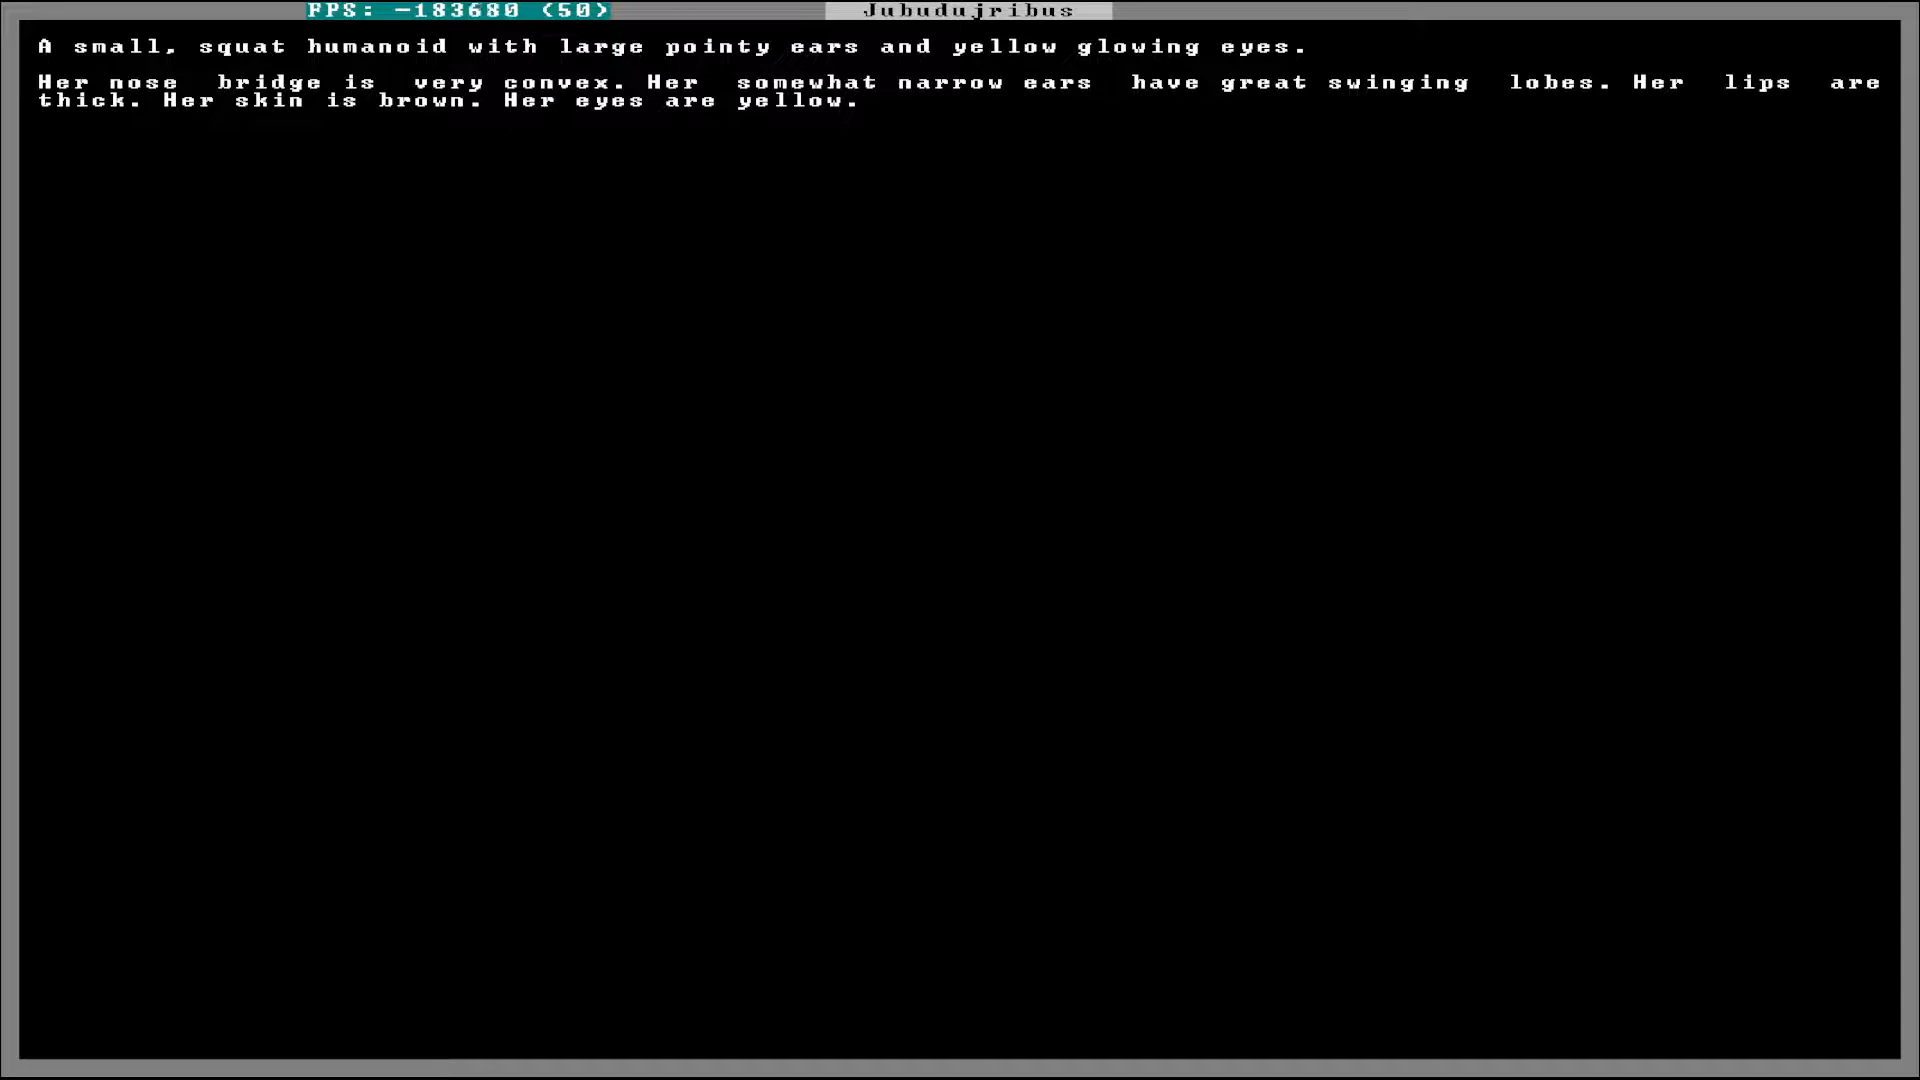 FPS: -183680 (50) Jubudujribus
A small, squat humanoid with large pointy ears and yellow glowing eyes.
Her nose bridge is very convex. Her somewhat narrow ears have great swinging lobes. Her lips are
thick. Her skin is brown. Her eyes are yellow.